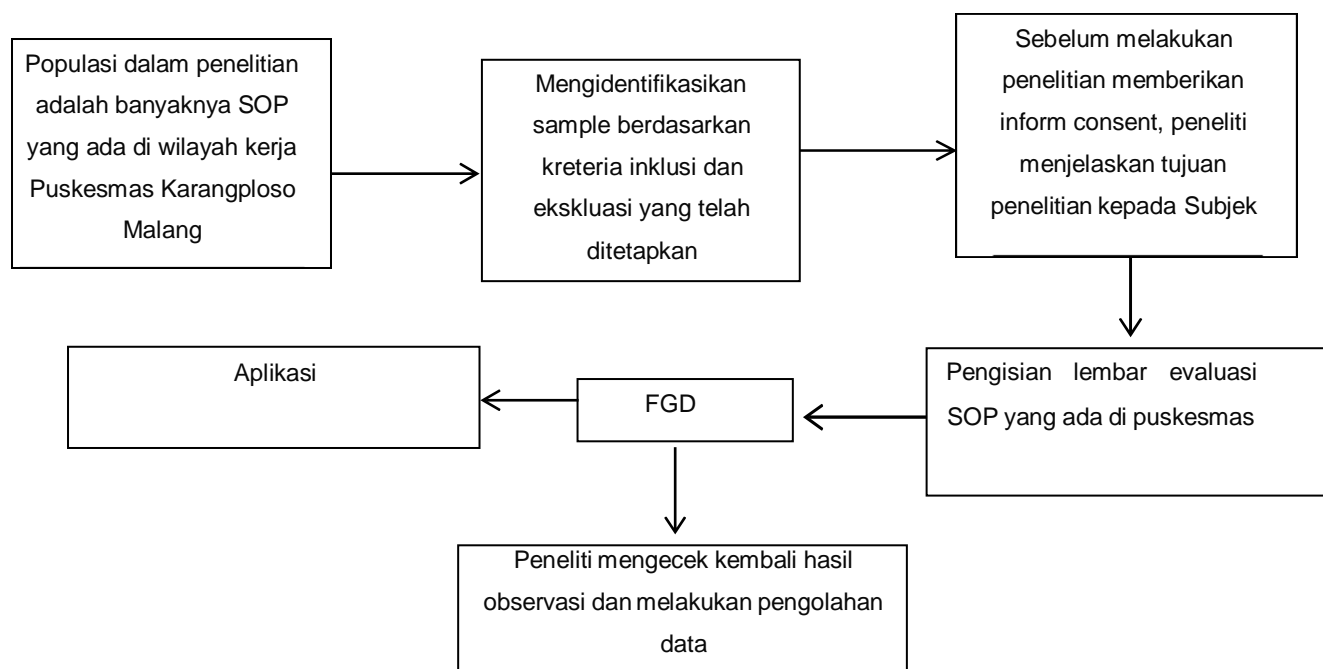 Populasi dalam penelitian
adalah banyaknya SOP
yang ada di wilayah kerja
Puskesmas Karangploso
Malang
Mengidentifikasikan
sample berdasarkan
kreteria inklusi dan
ekskluasi yang telah
ditetapkan
Sebelum melakukan
penelitian memberikan
inform consent, peneliti
menjelaskan tujuan
penelitian kepada Subjek
Pengisian lembar evaluasi
SOP yang ada di puskesmas
FGD
Aplikasi
Peneliti mengecek kembali hasil
observasi dan melakukan pengolahan
data